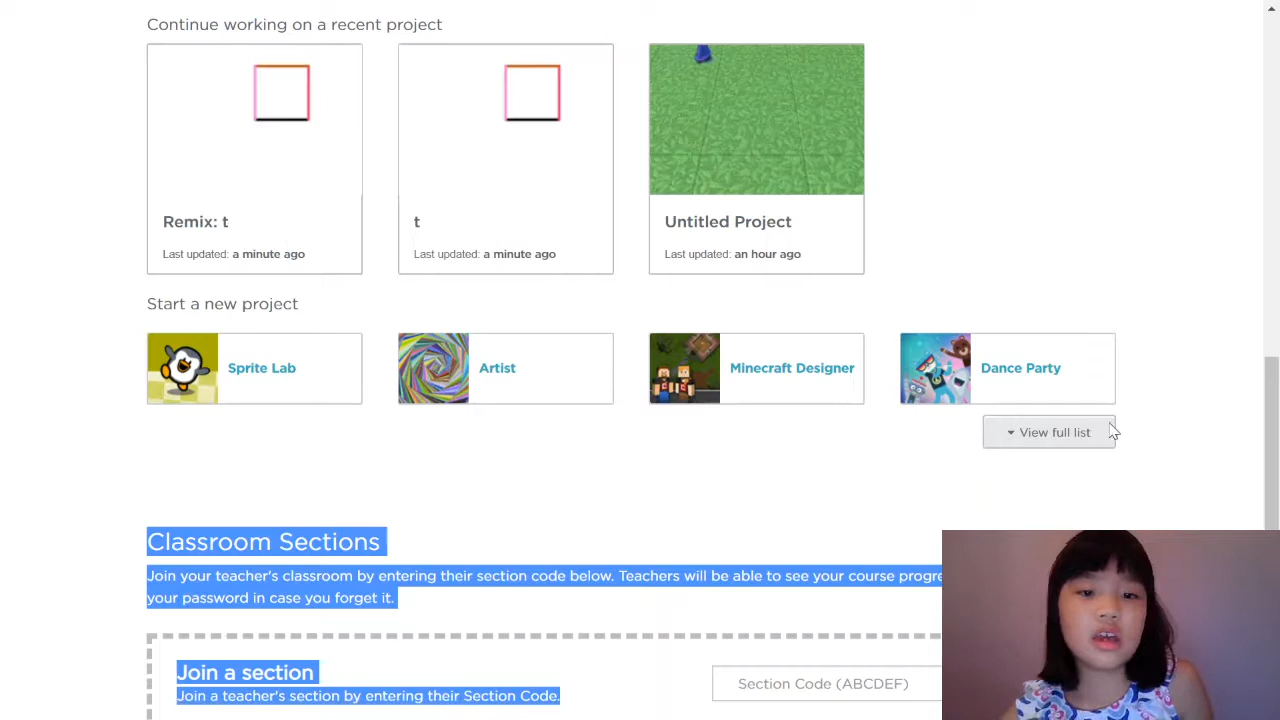 Continue working on a recent project
Remix: t
Last updated: a minute ago
t
Last updated: a minute ago
Untitled Project
Last updated: an hour ago
Start a new project
Sprite Lab
Artist
Minecraft Designer
Dance Party
View full list
Classroom Sections
Join your teacher's classroom by entering their section code below. Teachers will be able to see your course
your password in case you forget it.
Join a section
Join a teacher's section by entering their Section Code.
Section Code (ABCDEF)